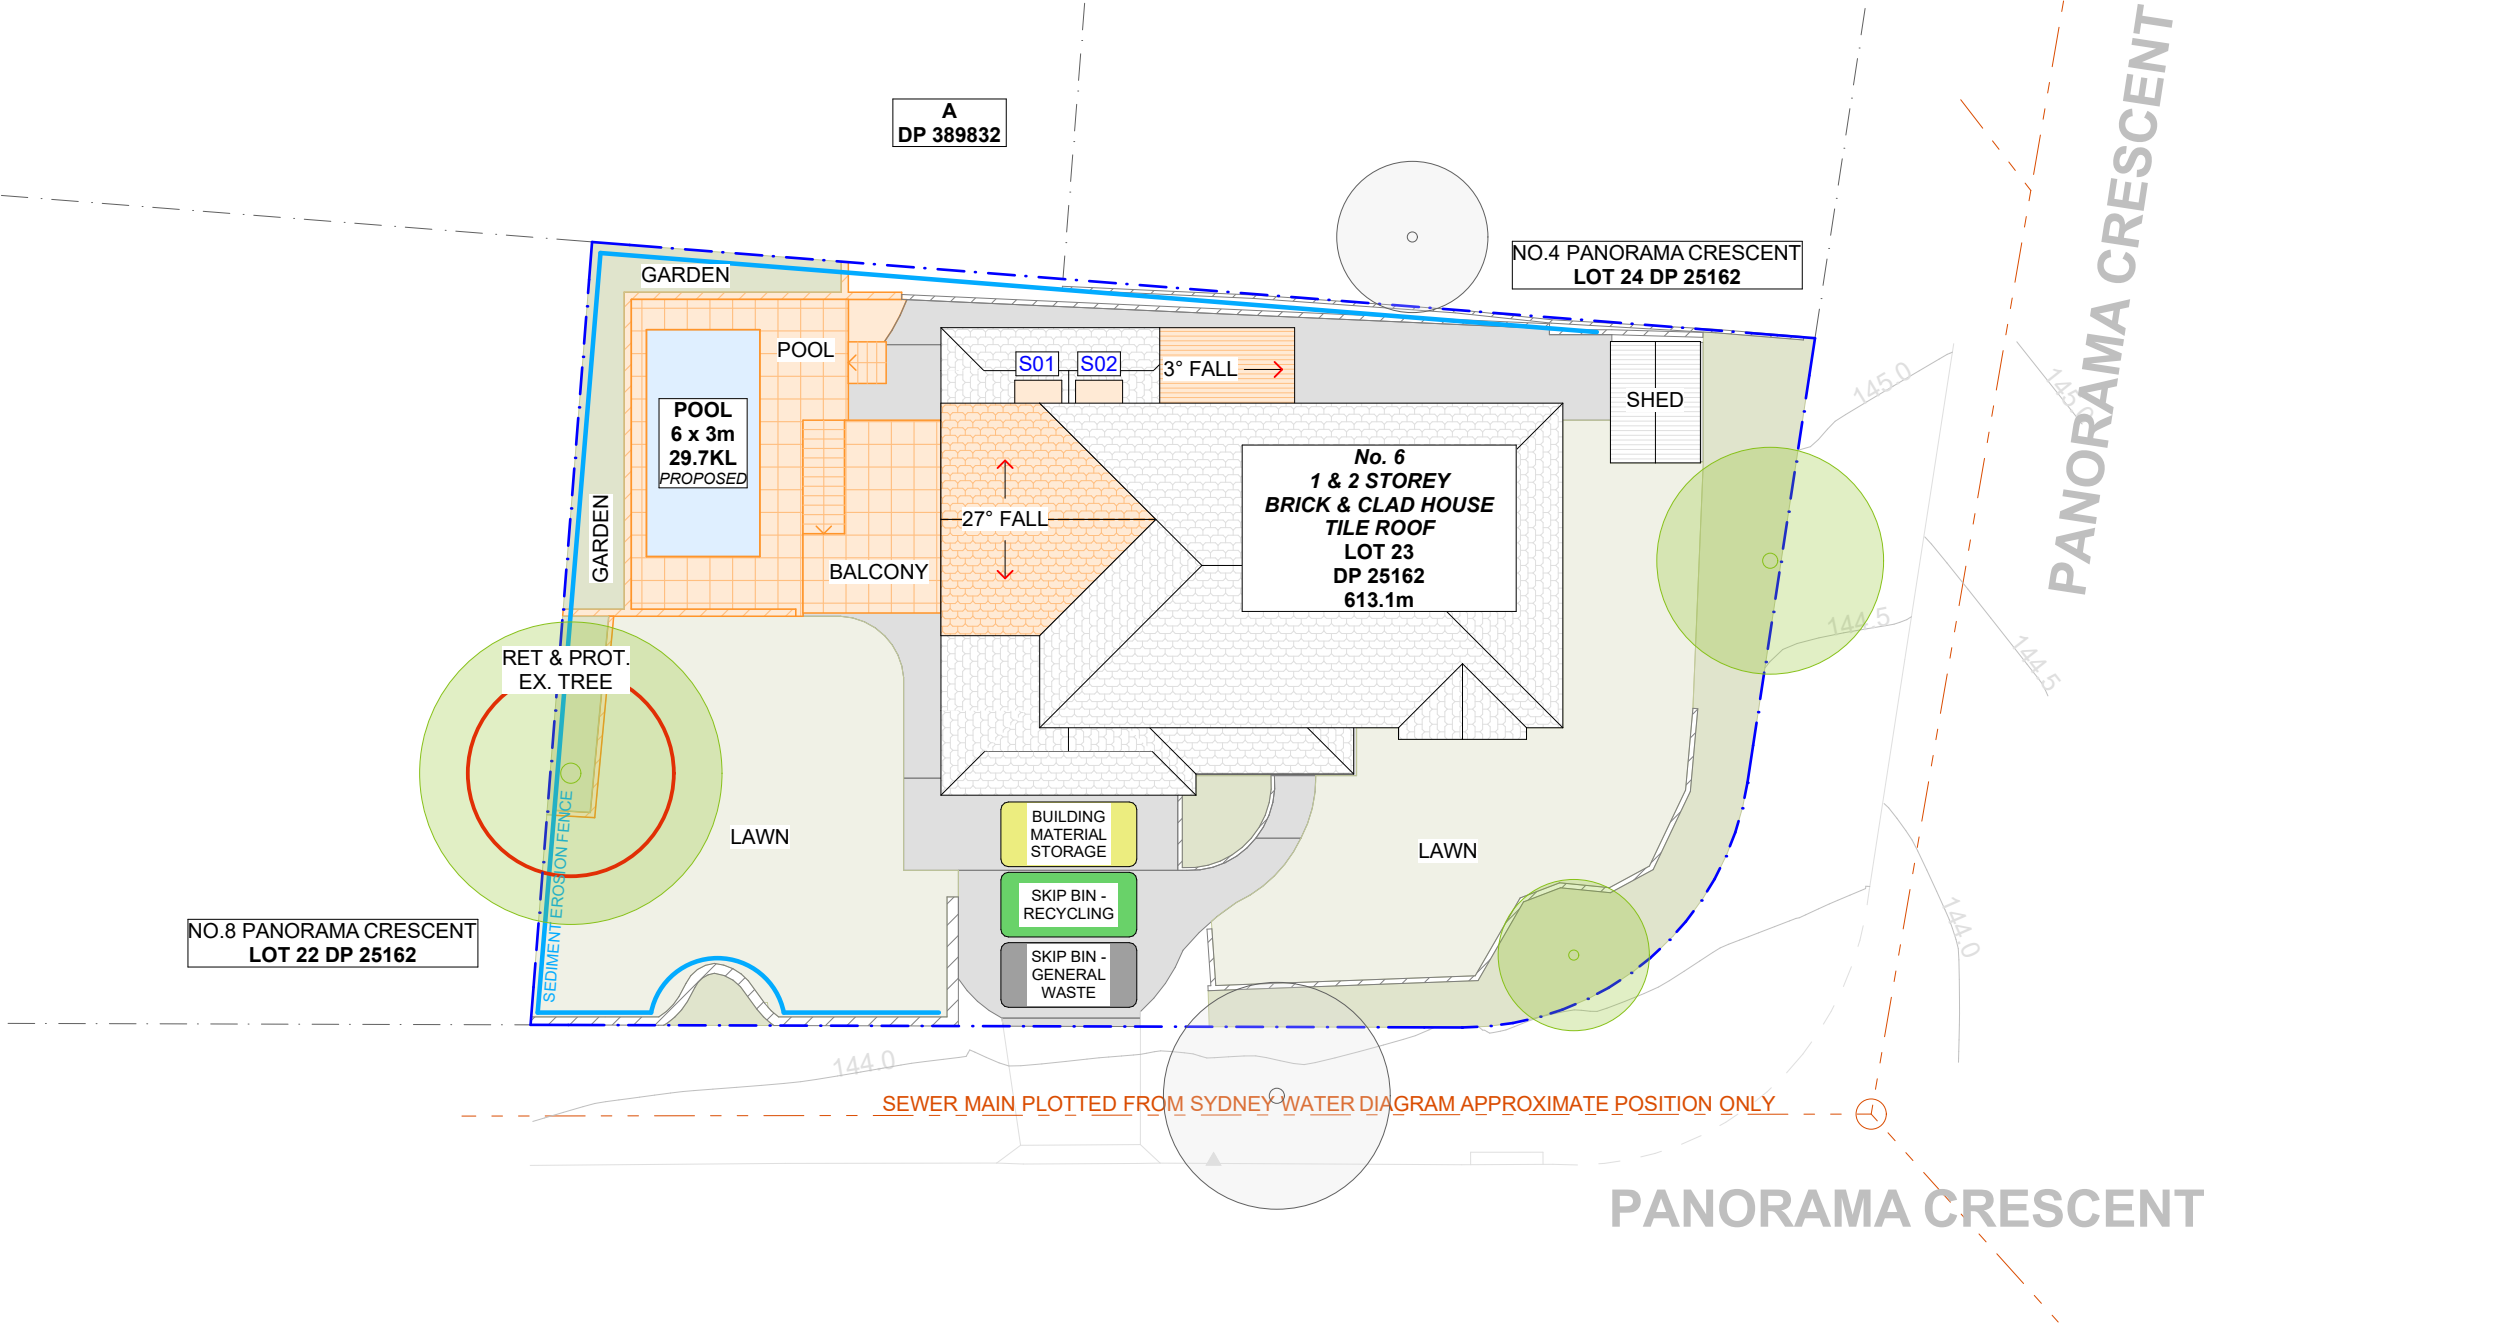 A
DP 389832
PANORAMA CRESCENT
NO.4 PANORAMA CRESCENT
LOT 24 DP 25162
GARDEN
POOL
S01
S02
3° FALL
SHED
145.0
145.0
POOL
6 x 3m
29.7KL
PROPOSED
GARDEN
27° FALL
BALCONY
No. 6
1 & 2 STOREY
BRICK & CLAD HOUSE
TILE ROOF
LOT 23
DP 25162
613.1m
144.5
144.5
RET & PROT.
EX. TREE
LAWN
BUILDING
MATERIAL
STORAGE
LAWN
SKIP BIN -
RECYCLING
SKIP BIN -
GENERAL
WASTE
NO.8 PANORAMA CRESCENT
LOT 22 DP 25162
SEDIMENT EROSION FENCE
144.0
144.0
SEWER MAIN PLOTTED FROM SYDNEY WATER DIAGRAM APPROXIMATE POSITION ONLY
PANORAMA CRESCENT